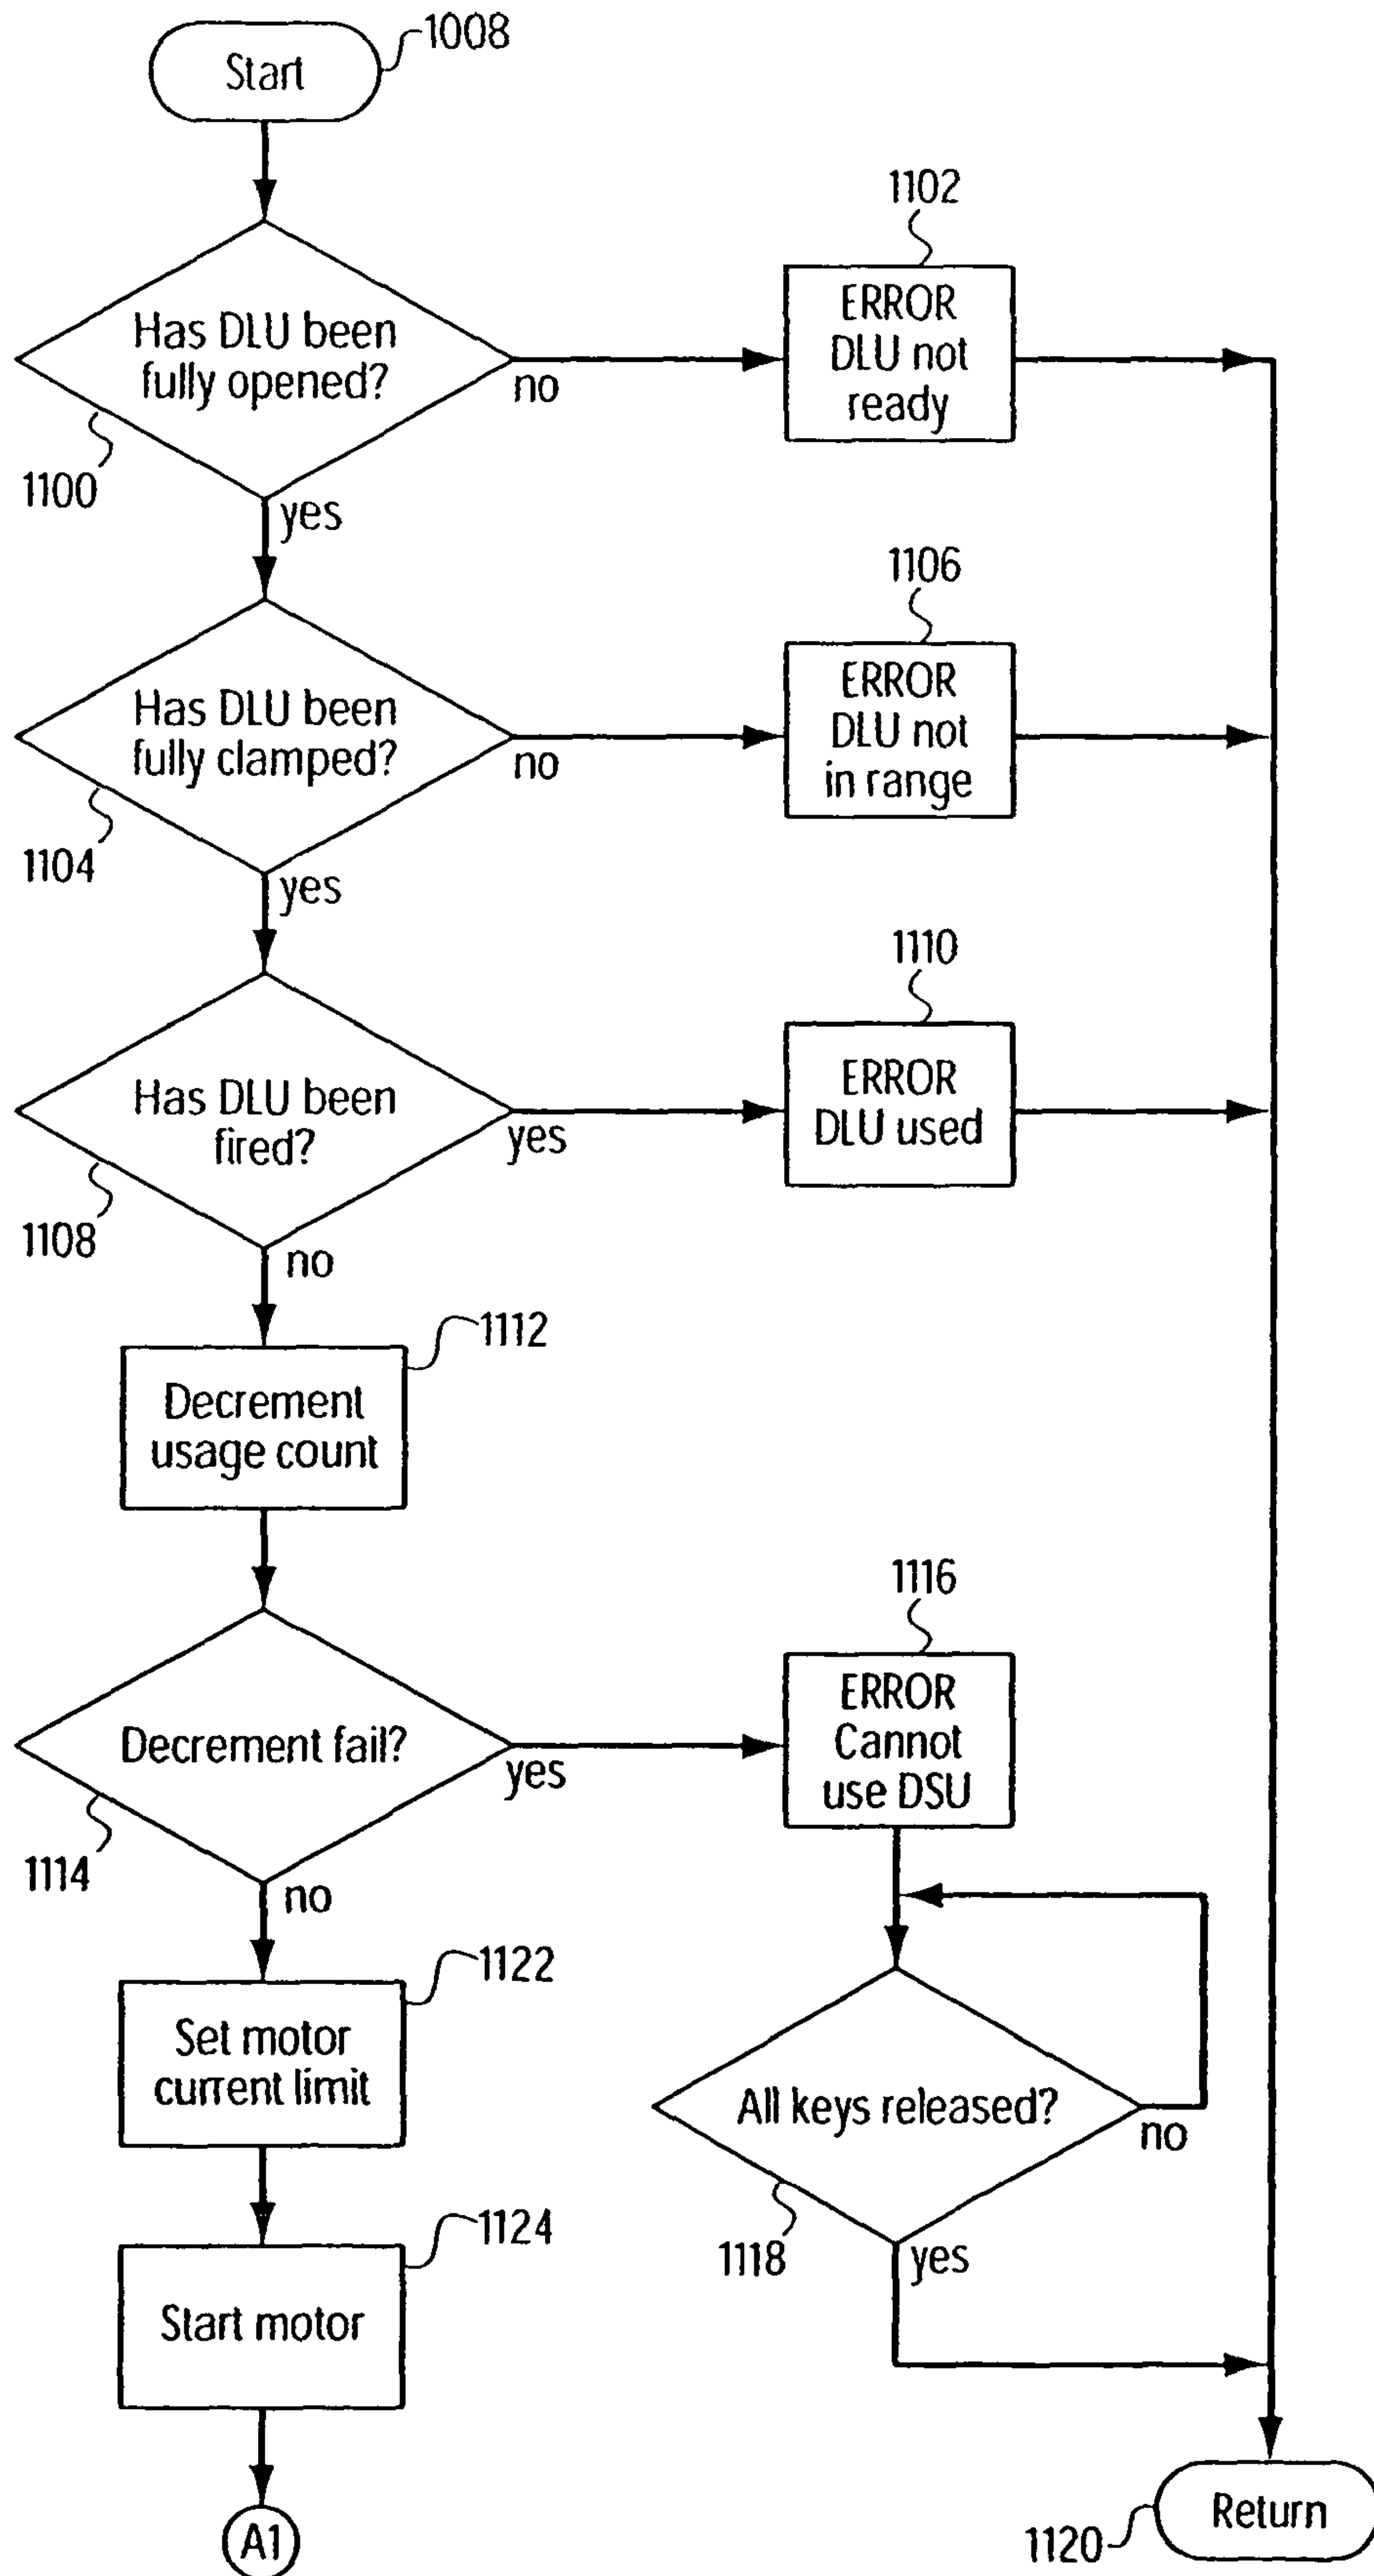 1008
Start
1102
ERROR
DLU not
ready
Has DLU been
fully opened?
no
1100
yes
1106
ERROR
DLU not
in range
Has DLU been
fully clamped?
no
1104
yes
1110
ERROR
DLU used
Has DLU been
fired?
yes
1108
no
1112
Decrement
usage count
1116
ERROR
Cannot
use DSU
Decrement fail?
yes
1114
no
1122
Set motor
current limit
All keys released?
no
1118
yes
1124
Start motor
A1
Return
1120